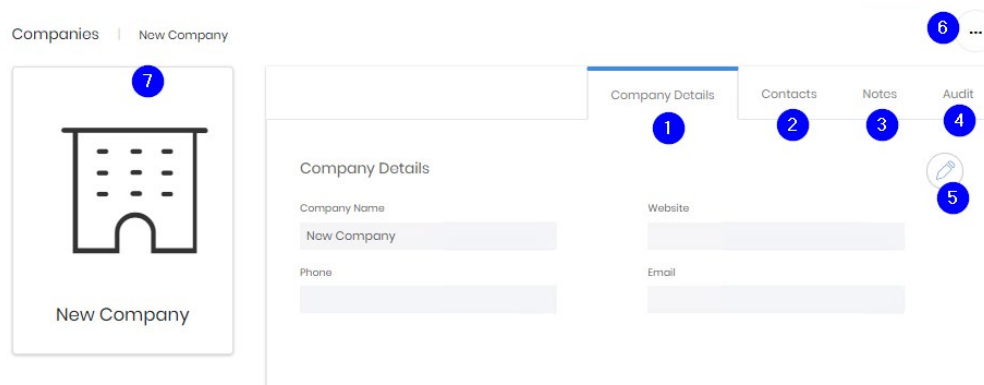 Companies | New Company
6 ...
7
Company Details Contacts Notes Audit
1 2 3 4
Company Details
5
Company Name Website
New Company
Phone Email
New Company